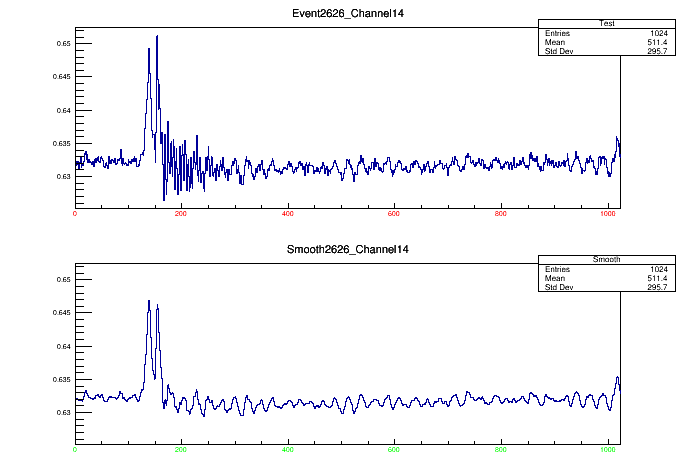 Event2626_Channel14
Test
Entries 1024
Mean 511.4
Std Dev 295.7
0.65
0.645
0.64
0.635
0.63
0 200 400 600 800 1000
Smooth2626_Channel14
Smooth
Entries 1024
Mean 511.4
Std Dev 295.7
0.65
0.645
0.64
0.635
0.63
0 200 400 600 800 1000